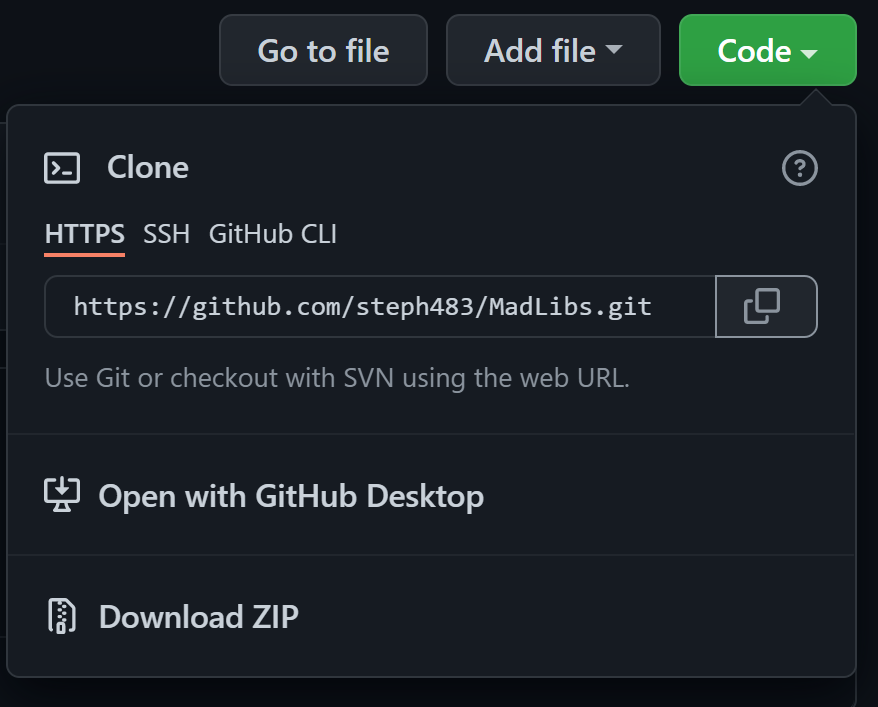 Go to file Add file Code
Clone
HTTPS SSH GitHub CLI
https://github.com/steph483/MadLibs.git
Use Git or checkout with SVN using the web URL.
Open with GitHub Desktop
Download ZIP